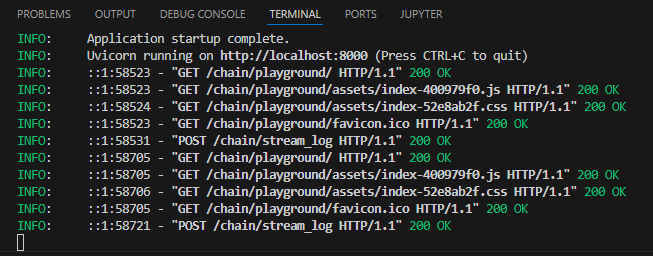 PROBLEMS OUTPUT DEBUG CONSOLE TERMINAL PORTS JUPYTER
INFO: Application startup complete.
INFO: Uvicorn running on http://localhost:8000 (Press CTRL+C to quit)
INFO: ::1:58523 - "GET /chain/playground/ HTTP/1.1" 200 OK
INFO: ::1:58523 - "GET /chain/playground/assets/index-400979f0.js HTTP/1.1" 200 OK
INFO: ::1:58524 - "GET /chain/playground/assets/index-52e8ab2f.css HTTP/1.1" 200 OK
INFO: ::1:58523 - "GET /chain/playground/favicon.ico HTTP/1.1" 200 OK
INFO: ::1:58531 - "POST /chain/stream_log HTTP/1.1" 200 OK
INFO: ::1:58705 - "GET /chain/playground/ HTTP/1.1" 200 OK
INFO: ::1:58705 - "GET /chain/playground/assets/index-400979f0.js HTTP/1.1" 200 OK
INFO: ::1:58706 - "GET /chain/playground/assets/index-52e8ab2f.css HTTP/1.1" 200 OK
INFO: ::1:58705 - "GET /chain/playground/favicon.ico HTTP/1.1" 200 OK
INFO: ::1:58721 - "POST /chain/stream_log HTTP/1.1" 200 OK